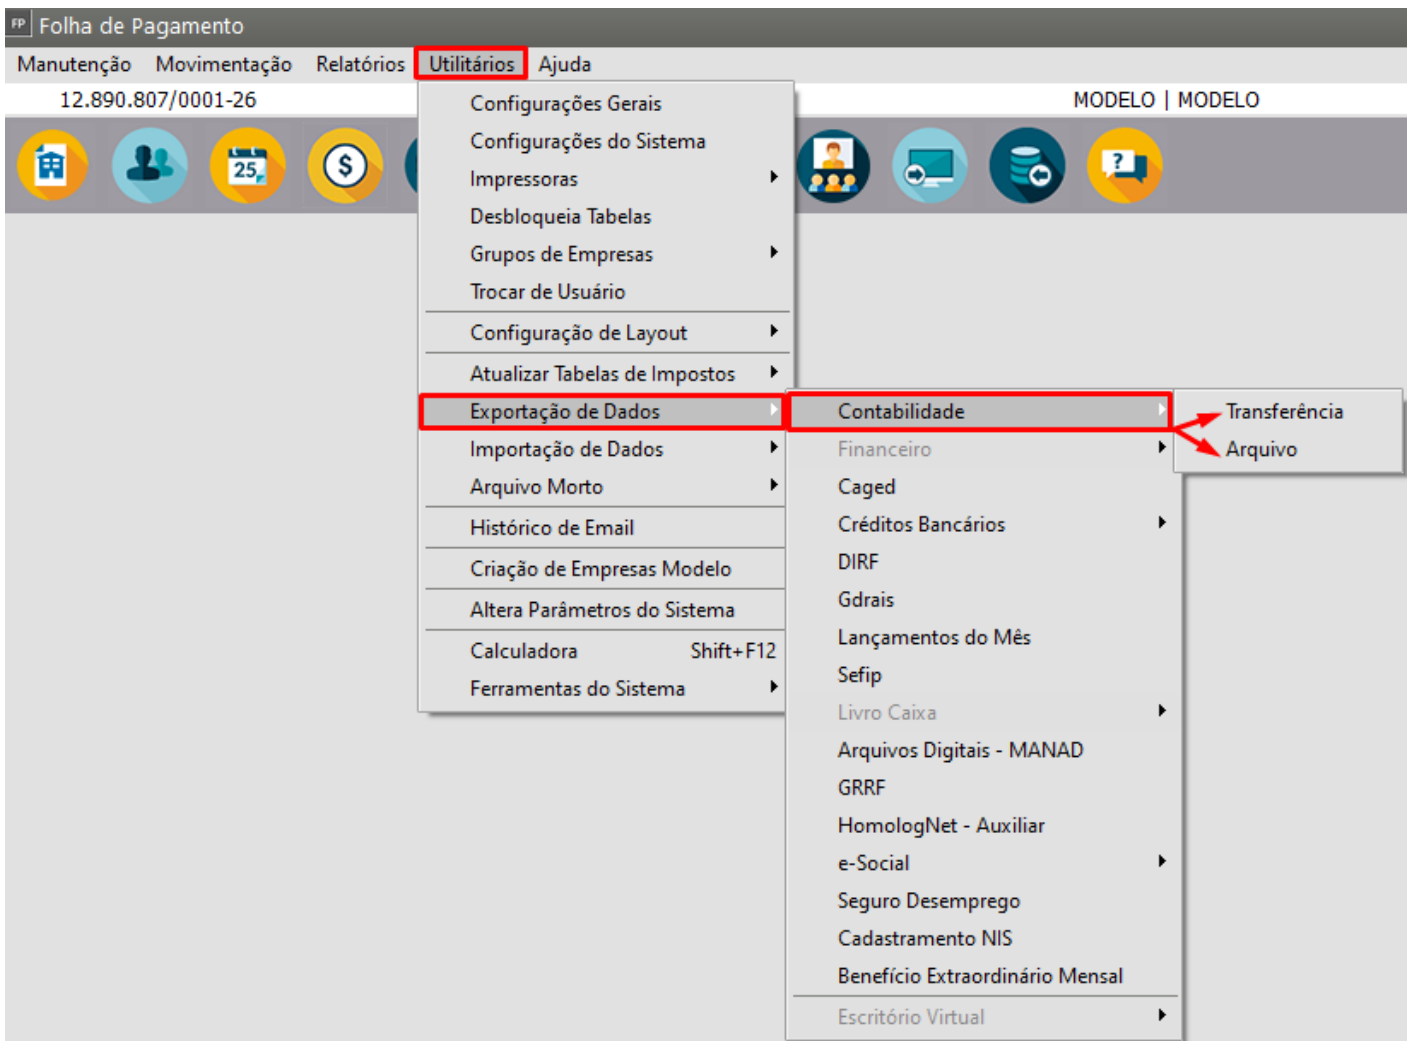 FP Folha de Pagamento
Manutenção Movimentação Relatórios Utilitários Ajuda
12.890.807/0001-26 MODELO | MODELO
25
$
?
Configurações Gerais
Configurações do Sistema
Impressoras
Desbloqueia Tabelas
Grupos de Empresas
Trocar de Usuário
Configuração de Layout
Atualizar Tabelas de Impostos
Exportação de Dados
Importação de Dados
Arquivo Morto
Histórico de Email
Criação de Empresas Modelo
Altera Parâmetros do Sistema
Calculadora Shift+F12
Ferramentas do Sistema
Contabilidade
Financeiro
Caged
Créditos Bancários
DIRF
Gdrais
Lançamentos do Mês
Sefip
Livro Caixa
Arquivos Digitais - MANAD
GRRF
HomologNet - Auxiliar
e-Social
Seguro Desemprego
Cadastramento NIS
Benefício Extraordinário Mensal
Escritório Virtual
Transferência
Arquivo